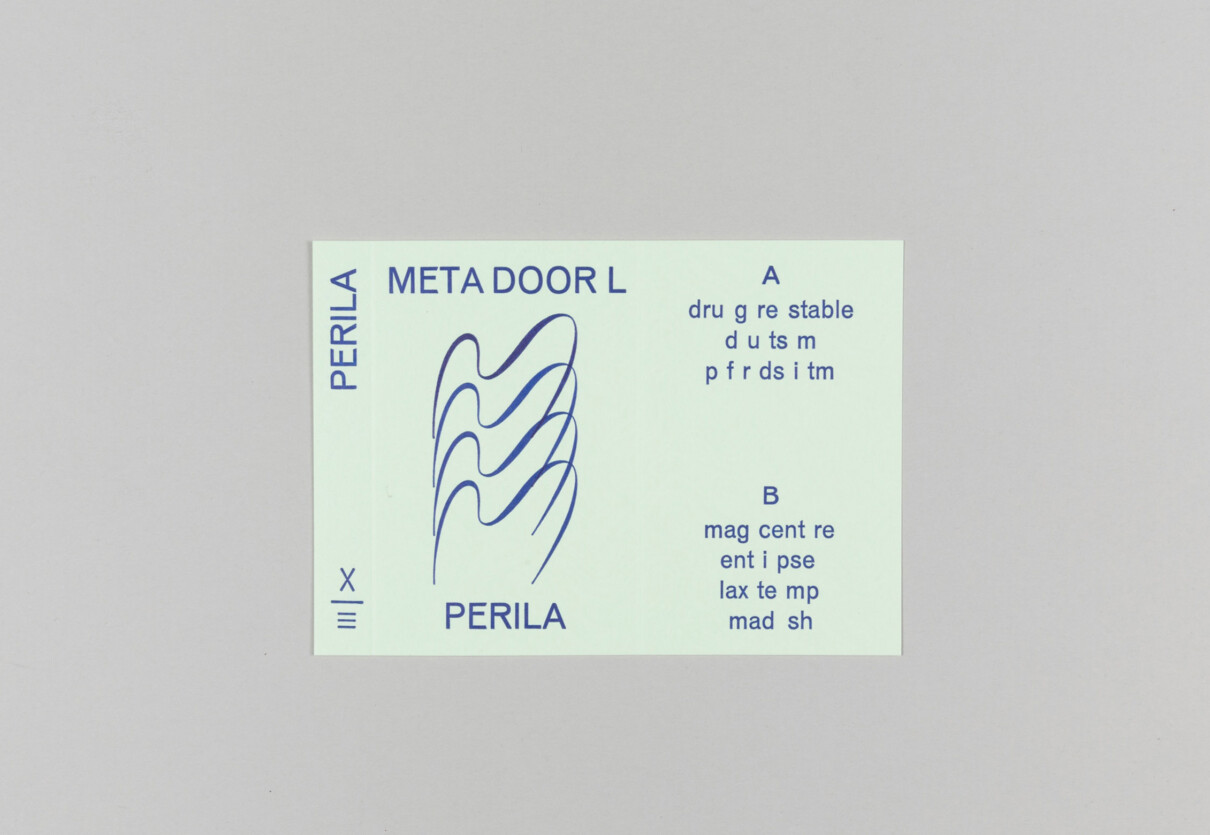 PERILA
X
META DOOR L
PERILA
A
dru g re stable
d u ts m
p f r ds i tm
B
mag cent re
ent i pse
lax te mp
mad sh